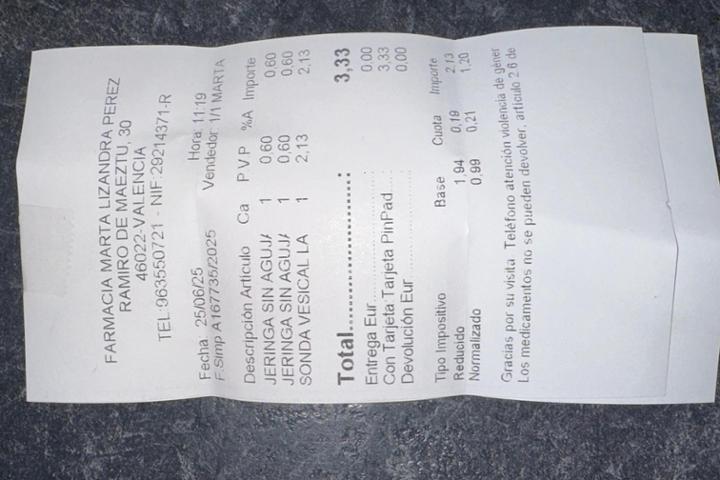 FARMACIA MARTA LIZANDRA PEREZ
RAMIRO DE MAEZTU, 30
46022-VALENCIA
TEL:963550721 - NIF:29214371-R
Fecha: 25/06/25 Hora: 11:19
F.Simp A167735/2025 Vendedor: 1/1 MARTA
Descripción Artículo Ca P V P %A Importe
JERINGA SIN AGUJA 1 0,60 0,60
JERINGA SIN AGUJA 1 0,60 0,60
SONDA VESICAL LA 1 2,13 2,13
Total............................. 3,33
Entrega Eur............................. 0,00
Con Tarjeta:Tarjeta PinPad... 3,33
Devolución Eur...................... 0,00
Tipo Impositivo Base Cuota Importe
Reducido 1,94 0,19 2,13
Normalizado 0,99 0,21 1,20
Gracias por su visita. Teléfono atención violencia de géner
Los medicamentos no se pueden devolver, artículo 2.6 de